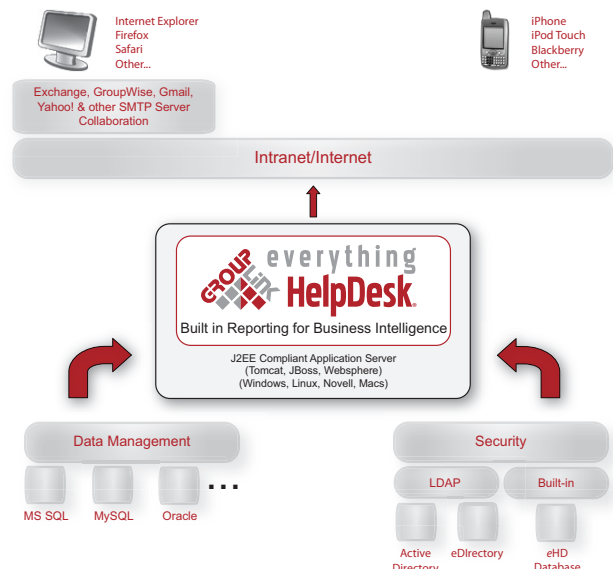 Internet Explorer
Firefox
Safari
Other...
iPhone
iPod Touch
Blackberry
Other...
Exchange, GroupWise, Gmail,
Yahoo! & other SMTP Server
Collaboration
Intranet/Internet
GROUP
LINK
everything
HelpDesk.
Built in Reporting for Business Intelligence
J2EE Compliant Application Server
(Tomcat, JBoss, Websphere)
(Windows, Linux, Novell, Macs)
Data Management
MS SQL
MySQL
Oracle
...
Security
LDAP
Built-in
Active
Directory
eDIrectory
eHD
Database